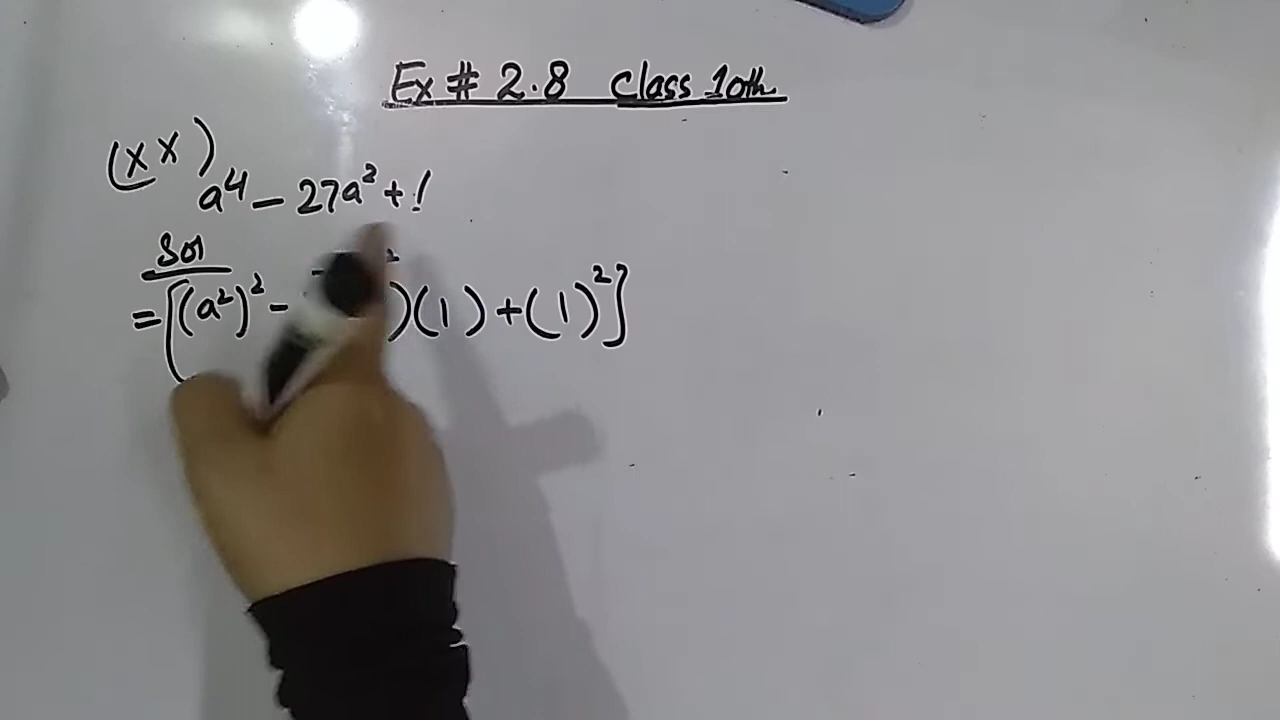 Ex # 2.8 Class 10th
(xx)
a⁴ - 27a² + 1
Sol
= [(a²)² - )(1) + (1)²]